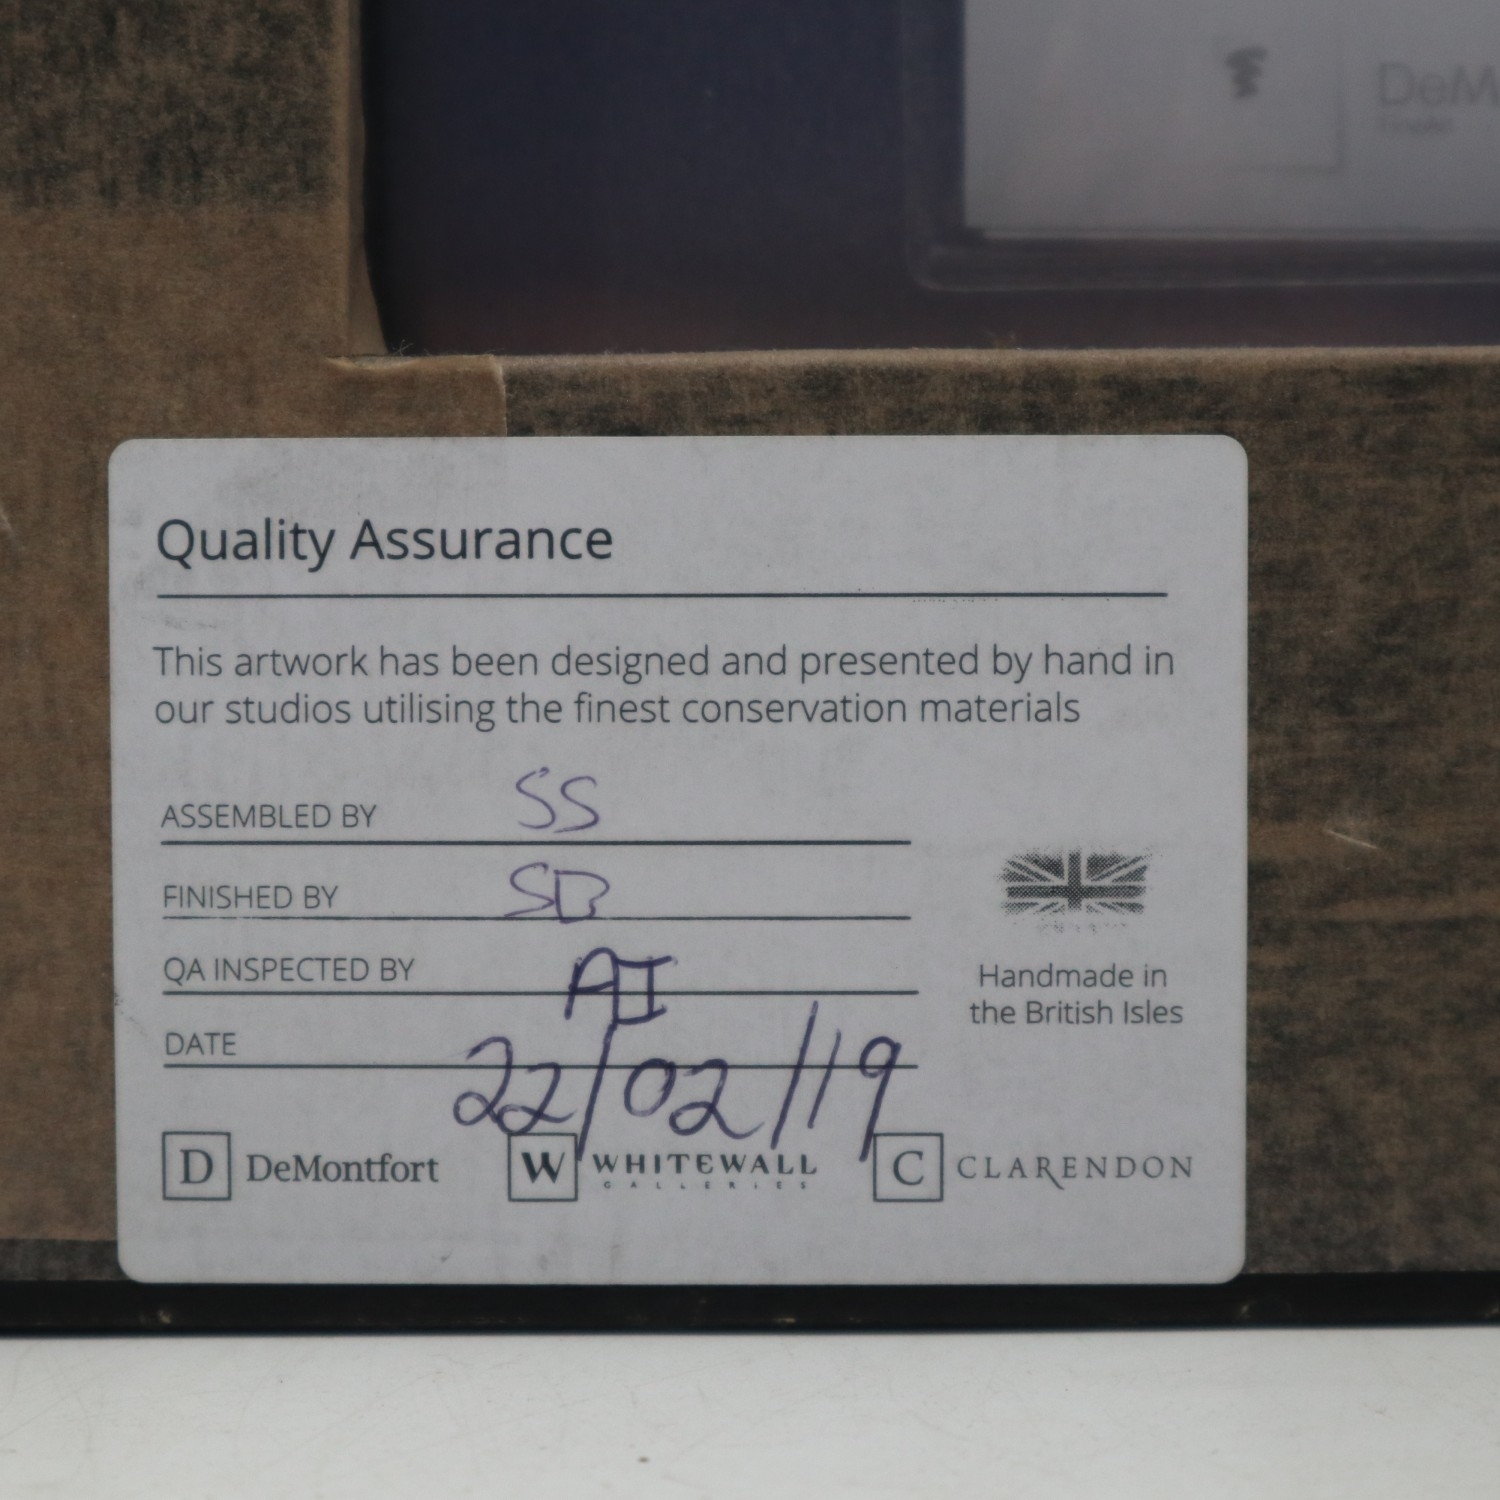 DeM
Quality Assurance
This artwork has been designed and presented by hand in
our studios utilising the finest conservation materials
ASSEMBLED BY SS
FINISHED BY SB
QA INSPECTED BY AI
DATE 22/02/19
Handmade in
the British Isles
D DeMontfort W WHITEWALL GALLERIES C CLARENDON